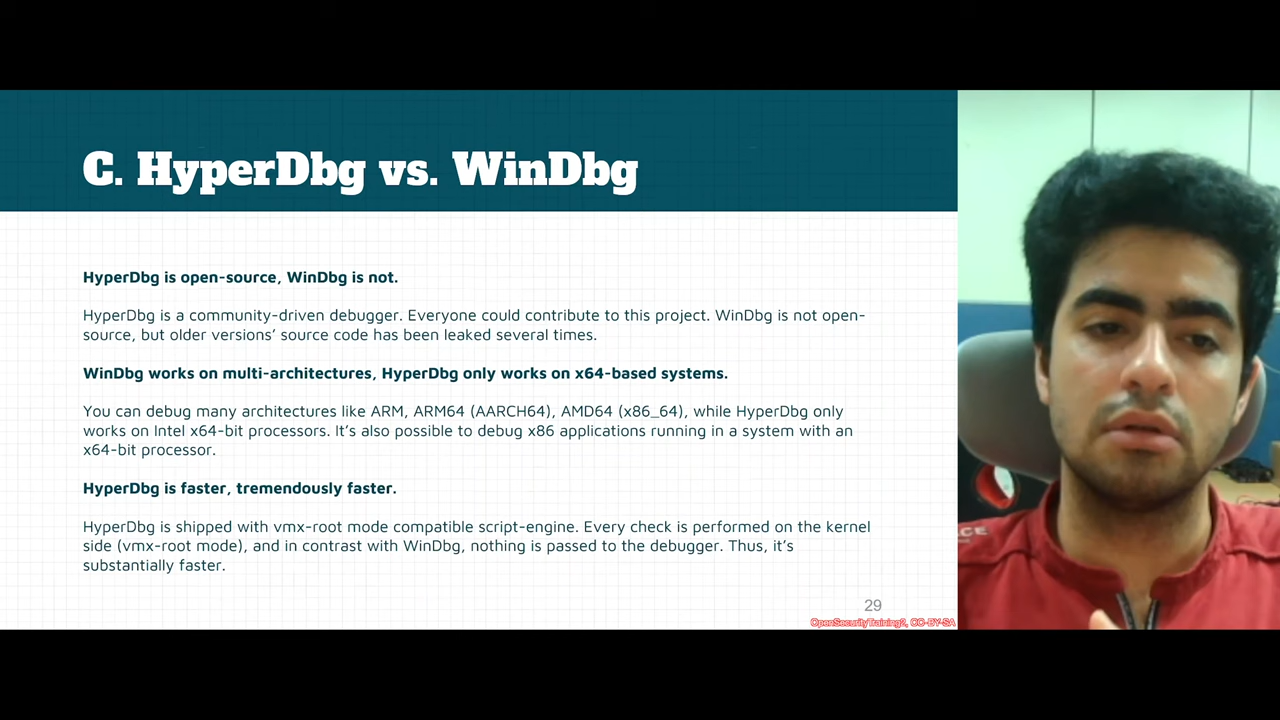 C. HyperDbg vs. WinDbg
HyperDbg is open-source, WinDbg is not.
HyperDbg is a community-driven debugger. Everyone could contribute to this project. WinDbg is not open-
source, but older versions’ source code has been leaked several times.
WinDbg works on multi-architectures, HyperDbg only works on x64-based systems.
You can debug many architectures like ARM, ARM64 (AARCH64), AMD64 (x86_64), while HyperDbg only
works on Intel x64-bit processors. It’s also possible to debug x86 applications running in a system with an
x64-bit processor.
HyperDbg is faster, tremendously faster.
HyperDbg is shipped with vmx-root mode compatible script-engine. Every check is performed on the kernel
side (vmx-root mode), and in contrast with WinDbg, nothing is passed to the debugger. Thus, it’s
substantially faster.
29
OpenSecurityTraining2, CC-BY-SA